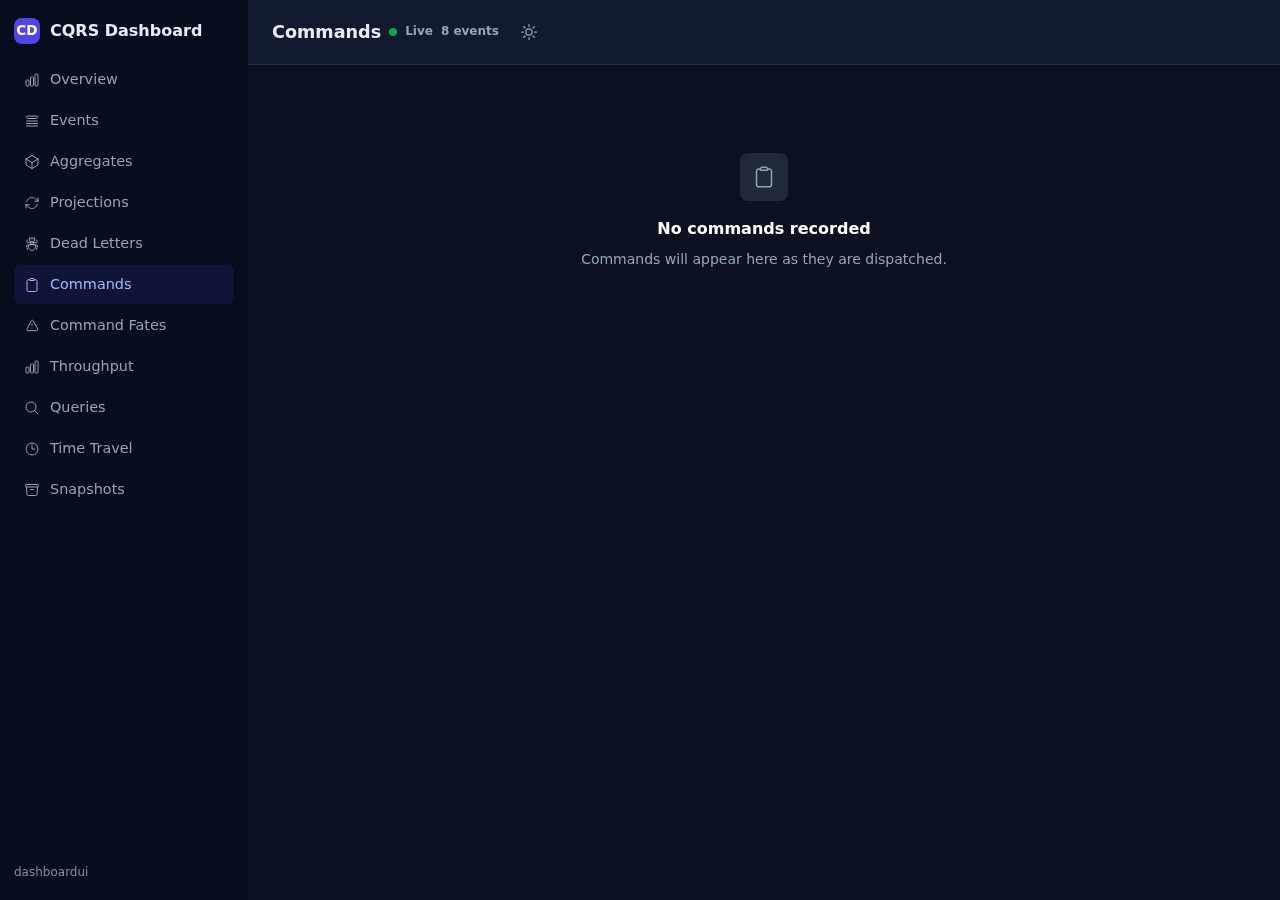 CD CQRS Dashboard
Overview
Events
Aggregates
Projections
Dead Letters
Commands
Command Fates
Throughput
Queries
Time Travel
Snapshots
dashboardui
Commands Live 8 events
No commands recorded
Commands will appear here as they are dispatched.